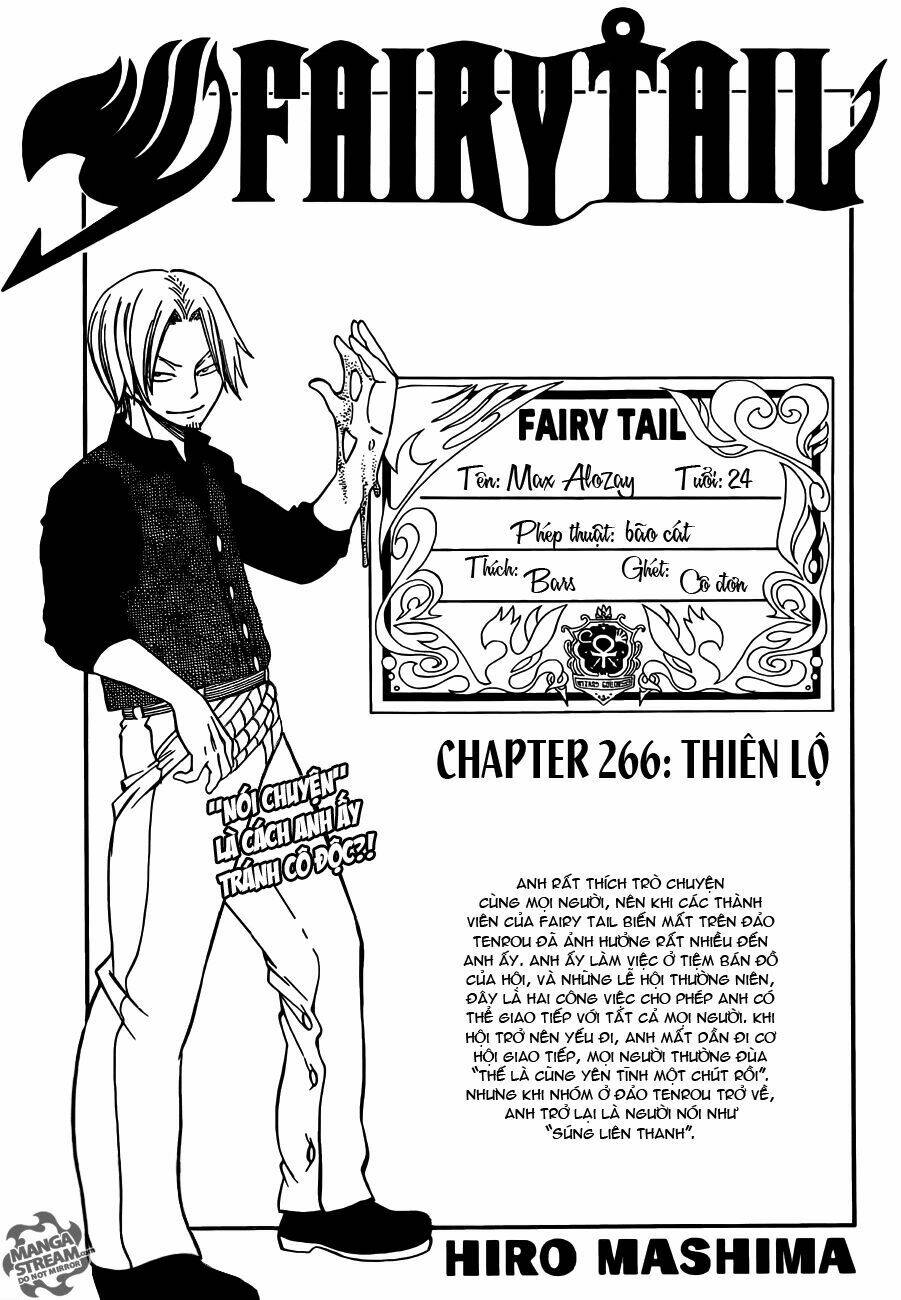 FAIRY TAIL
FAIRY TAIL
Tên: Max Alozay Tuổi: 24
Phép thuật: bão cát
Thích: Bars Ghét: Cô đơn
CHAPTER 266: THIÊN LỘ
"NÓI CHUYỆN"
LÀ CÁCH ANH ẤY
TRÁNH CÔ ĐỘC?!
ANH RẤT THÍCH TRÒ CHUYỆN
CÙNG MỌI NGƯỜI, NÊN KHI CÁC THÀNH
VIÊN CỦA FAIRY TAIL BIẾN MẤT TRÊN ĐẢO
TENROU ĐÃ ẢNH HƯỞNG RẤT NHIỀU ĐẾN
ANH ẤY. ANH ẤY LÀM VIỆC Ở TIỆM BÁN ĐỒ
CỦA HỘI, VÀ NHỮNG LỄ HỘI THƯỜNG NIÊN,
ĐÂY LÀ HAI CÔNG VIỆC CHO PHÉP ANH CÓ
THỂ GIAO TIẾP VỚI TẤT CẢ MỌI NGƯỜI. KHI
HỘI TRỞ NÊN YẾU ĐI, ANH MẤT DẦN ĐI CƠ
HỘI GIAO TIẾP, MỌI NGƯỜI THƯỜNG ĐÙA
"THẾ LÀ CŨNG YÊN TĨNH MỘT CHÚT RỒI".
NHƯNG KHI NHÓM Ở ĐẢO TENROU TRỞ VỀ,
ANH TRỞ LẠI LÀ NGƯỜI NÓI NHƯ
"SÚNG LIÊN THANH".
MANGA
STREAM.com
DO NOT MIRROR
HIRO MASHIMA